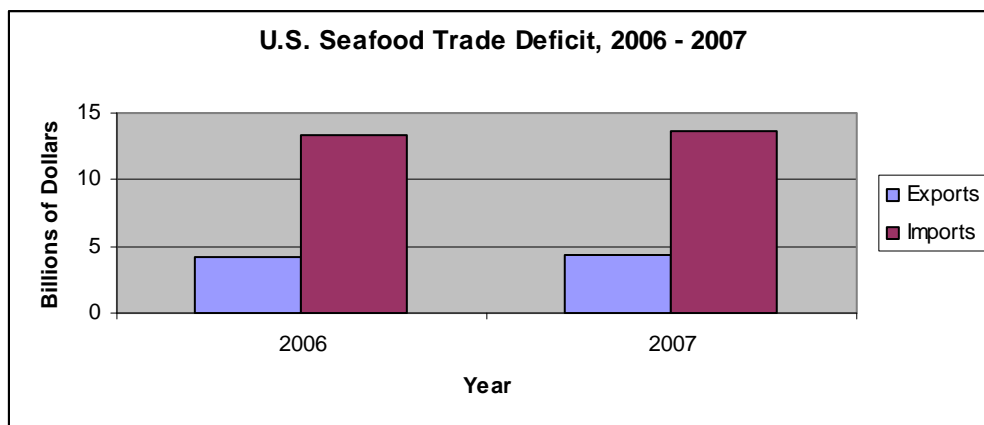 U.S. Seafood Trade Deficit, 2006 - 2007
Billions of Dollars
15
10
5
0
2006
2007
Year
Exports
Imports